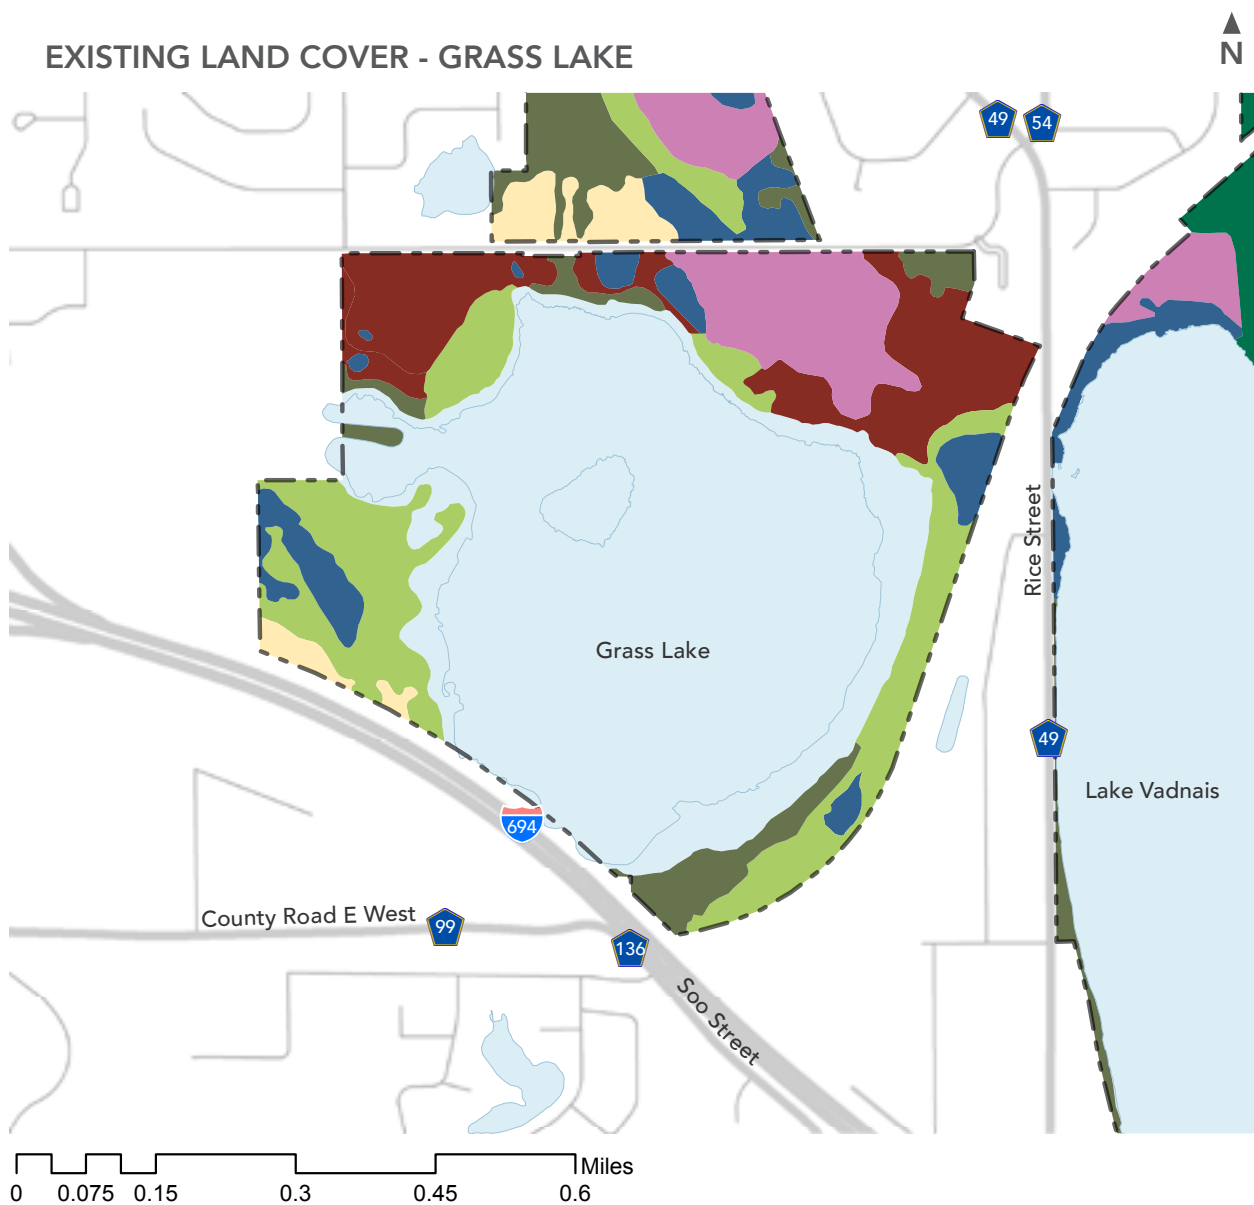 N
EXISTING LAND COVER - GRASS LAKE
49
54
Rice Street
Grass Lake
49
Lake Vadnais
694
County Road E West
99
136
Soo Street
Miles
0
0.075
0.15
0.3
0.45
0.6